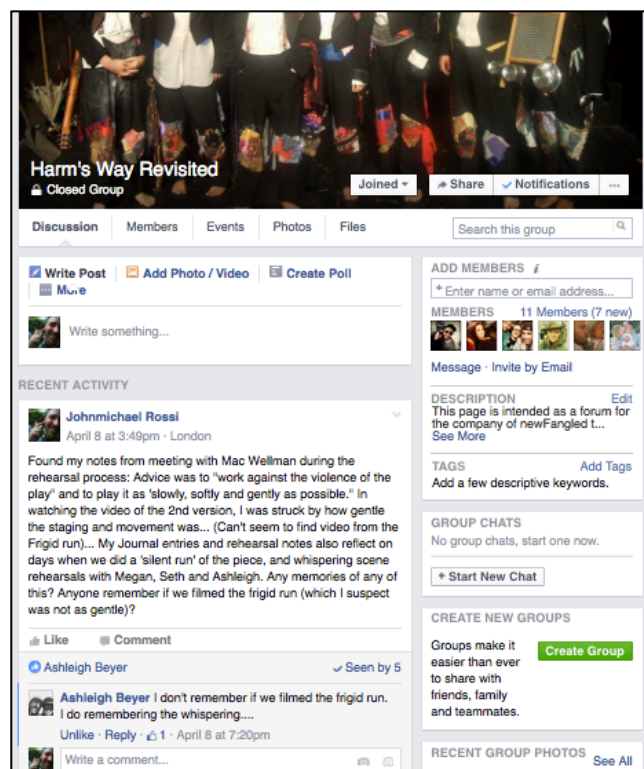 Harm's Way Revisited
Closed Group
Joined
Share
Notifications
Discussion
Members
Events
Photos
Files
Search this group
Write Post
Add Photo / Video
Create Poll
More
Write something...
RECENT ACTIVITY
Johnmichael Rossi
April 8 at 3:49pm · London
Found my notes from meeting with Mac Wellman during the
rehearsal process: Advice was to "work against the violence of the
play" and to play it as 'slowly, softly and gently as possible." In
watching the video of the 2nd version, I was struck by how gentle
the staging and movement was... (Can't seem to find video from the
Frigid run)... My Journal entries and rehearsal notes also reflect on
days when we did a 'silent run' of the piece, and whispering scene
rehearsals with Megan, Seth and Ashleigh. Any memories of any of
this? Anyone remember if we filmed the frigid run (which I suspect
was not as gentle)?
Like
Comment
Ashleigh Beyer
Seen by 5
Ashleigh Beyer I don't remember if we filmed the frigid run.
I do remembering the whispering....
Unlike · Reply · 1 · April 8 at 7:20pm
Write a comment...
ADD MEMBERS i
+ Enter name or email address...
MEMBERS
11 Members (7 new)
Message · Invite by Email
DESCRIPTION
Edit
This page is intended as a forum for
the company of newFangled t...
See More
TAGS
Add Tags
Add a few descriptive keywords.
GROUP CHATS
No group chats, start one now.
+ Start New Chat
CREATE NEW GROUPS
Groups make it
easier than ever
to share with
friends, family
and teammates.
Create Group
RECENT GROUP PHOTOS
See All